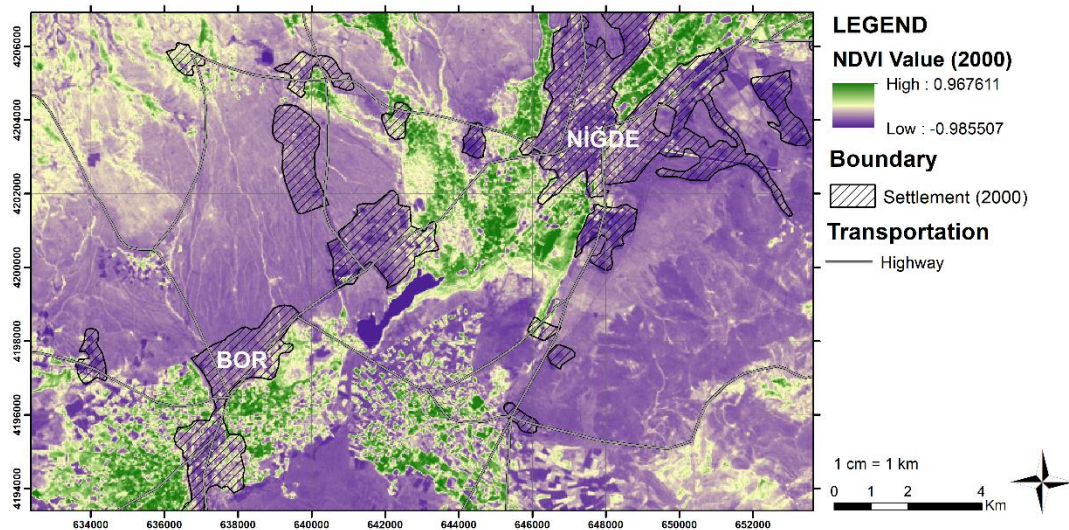 4206000
4204000
4202000
4200000
4198000
4196000
4194000
NİĞDE
BOR
634000 636000 638000 640000 642000 644000 646000 648000 650000 652000
LEGEND
NDVI Value (2000)
High : 0.967611
Low : -0.985507
Boundary
Settlement (2000)
Transportation
Highway
1 cm = 1 km
0 1 2 4
Km